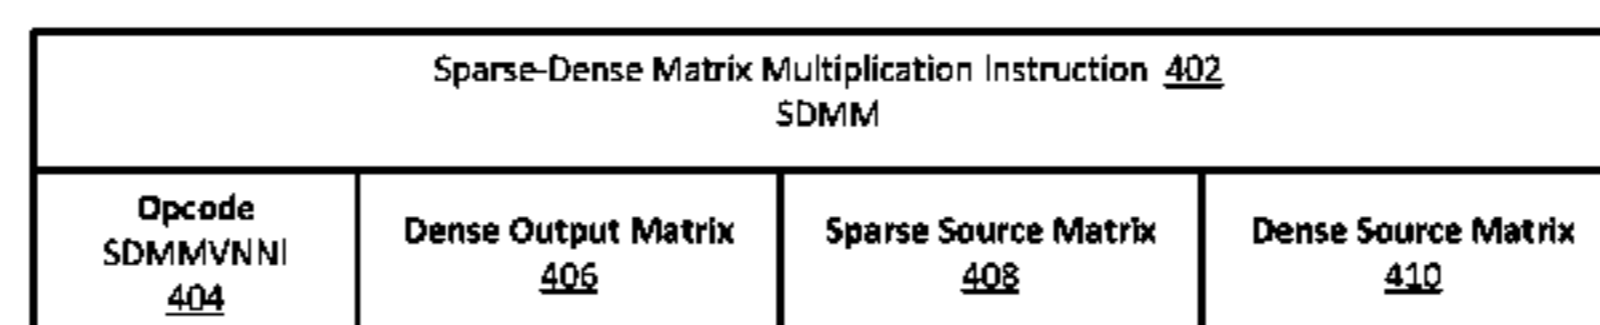 Sparse-Dense Matrix Multiplication Instruction 402
SDMM
Opcode
SDMMVNNI
404
Dense Output Matrix
406
Sparse Source Matrix
408
Dense Source Matrix
410